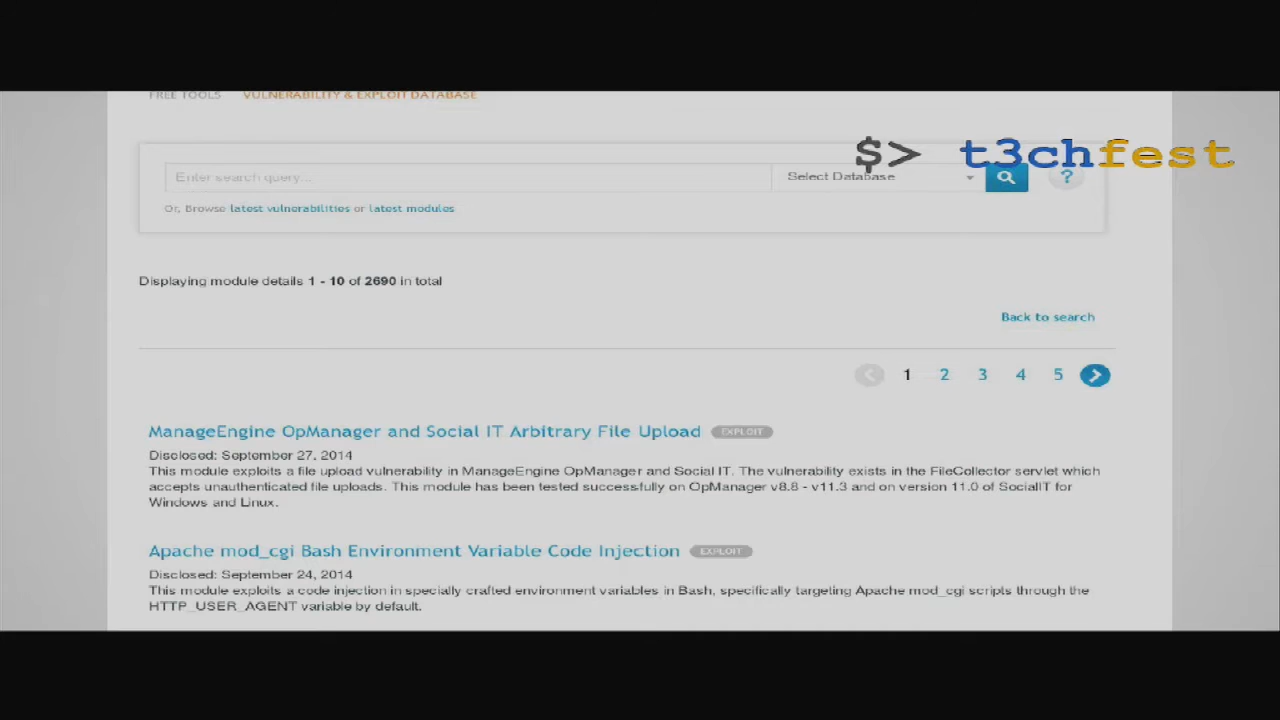 FREE TOOLS VULNERABILITY & EXPLOIT DATABASE
$> t3chfest
Enter search query... Select Database ?
Or, Browse latest vulnerabilities or latest modules
Displaying module details 1 - 10 of 2690 in total
Back to search
1 2 3 4 5
ManageEngine OpManager and Social IT Arbitrary File Upload EXPLOIT
Disclosed: September 27, 2014
This module exploits a file upload vulnerability in ManageEngine OpManager and Social IT. The vulnerability exists in the FileCollector servlet which
accepts unauthenticated file uploads. This module has been tested successfully on OpManager v8.8 - v11.3 and on version 11.0 of SocialIT for
Windows and Linux.
Apache mod_cgi Bash Environment Variable Code Injection EXPLOIT
Disclosed: September 24, 2014
This module exploits a code injection in specially crafted environment variables in Bash, specifically targeting Apache mod_cgi scripts through the
HTTP_USER_AGENT variable by default.